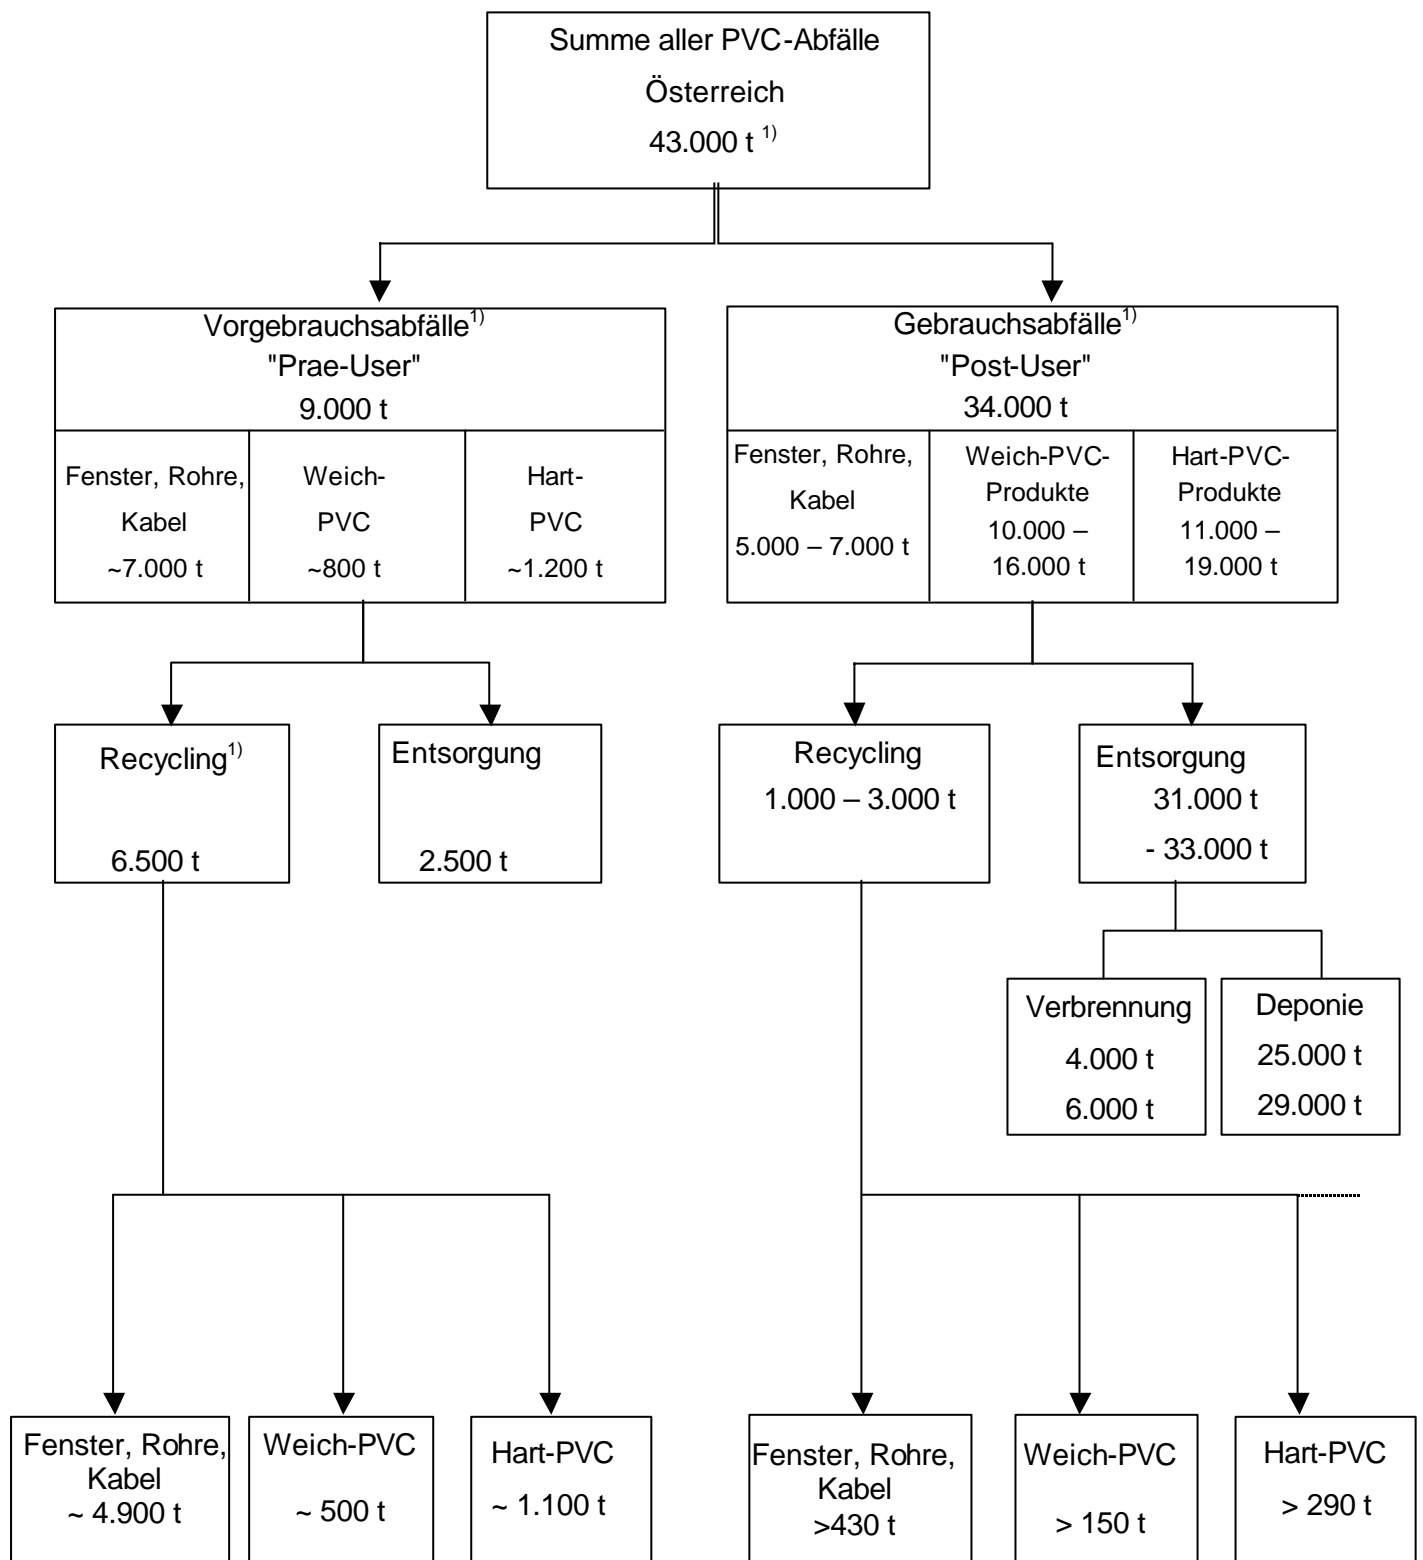 Summe aller PVC-Abfälle
Österreich
43.000 t 1)
Vorgebrauchsabfälle1)
"Prae-User"
9.000 t
Fenster, Rohre,
Kabel
~7.000 t
Weich-
PVC
~800 t
Hart-
PVC
~1.200 t
Gebrauchsabfälle1)
"Post-User"
34.000 t
Fenster, Rohre,
Kabel
5.000 – 7.000 t
Weich-PVC-
Produkte
10.000 –
16.000 t
Hart-PVC-
Produkte
11.000 –
19.000 t
Recycling1)
6.500 t
Entsorgung
2.500 t
Recycling
1.000 – 3.000 t
Entsorgung
31.000 t
- 33.000 t
Verbrennung
4.000 t
6.000 t
Deponie
25.000 t
29.000 t
Fenster, Rohre,
Kabel
~ 4.900 t
Weich-PVC
~ 500 t
Hart-PVC
~ 1.100 t
Fenster, Rohre,
Kabel
>430 t
Weich-PVC
> 150 t
Hart-PVC
> 290 t